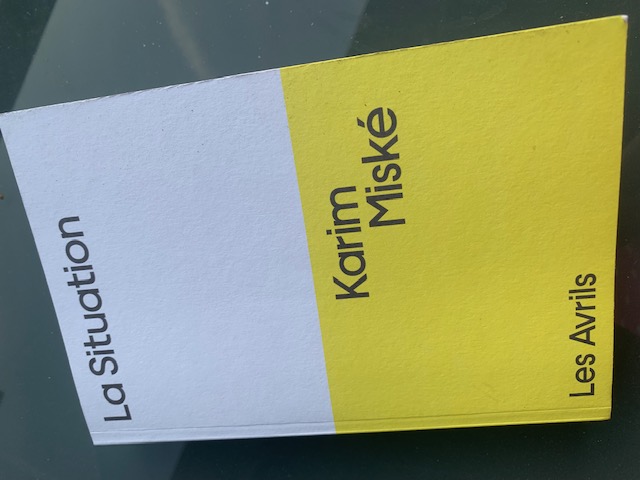 La Situation
Karim
Miské
Les Avrils